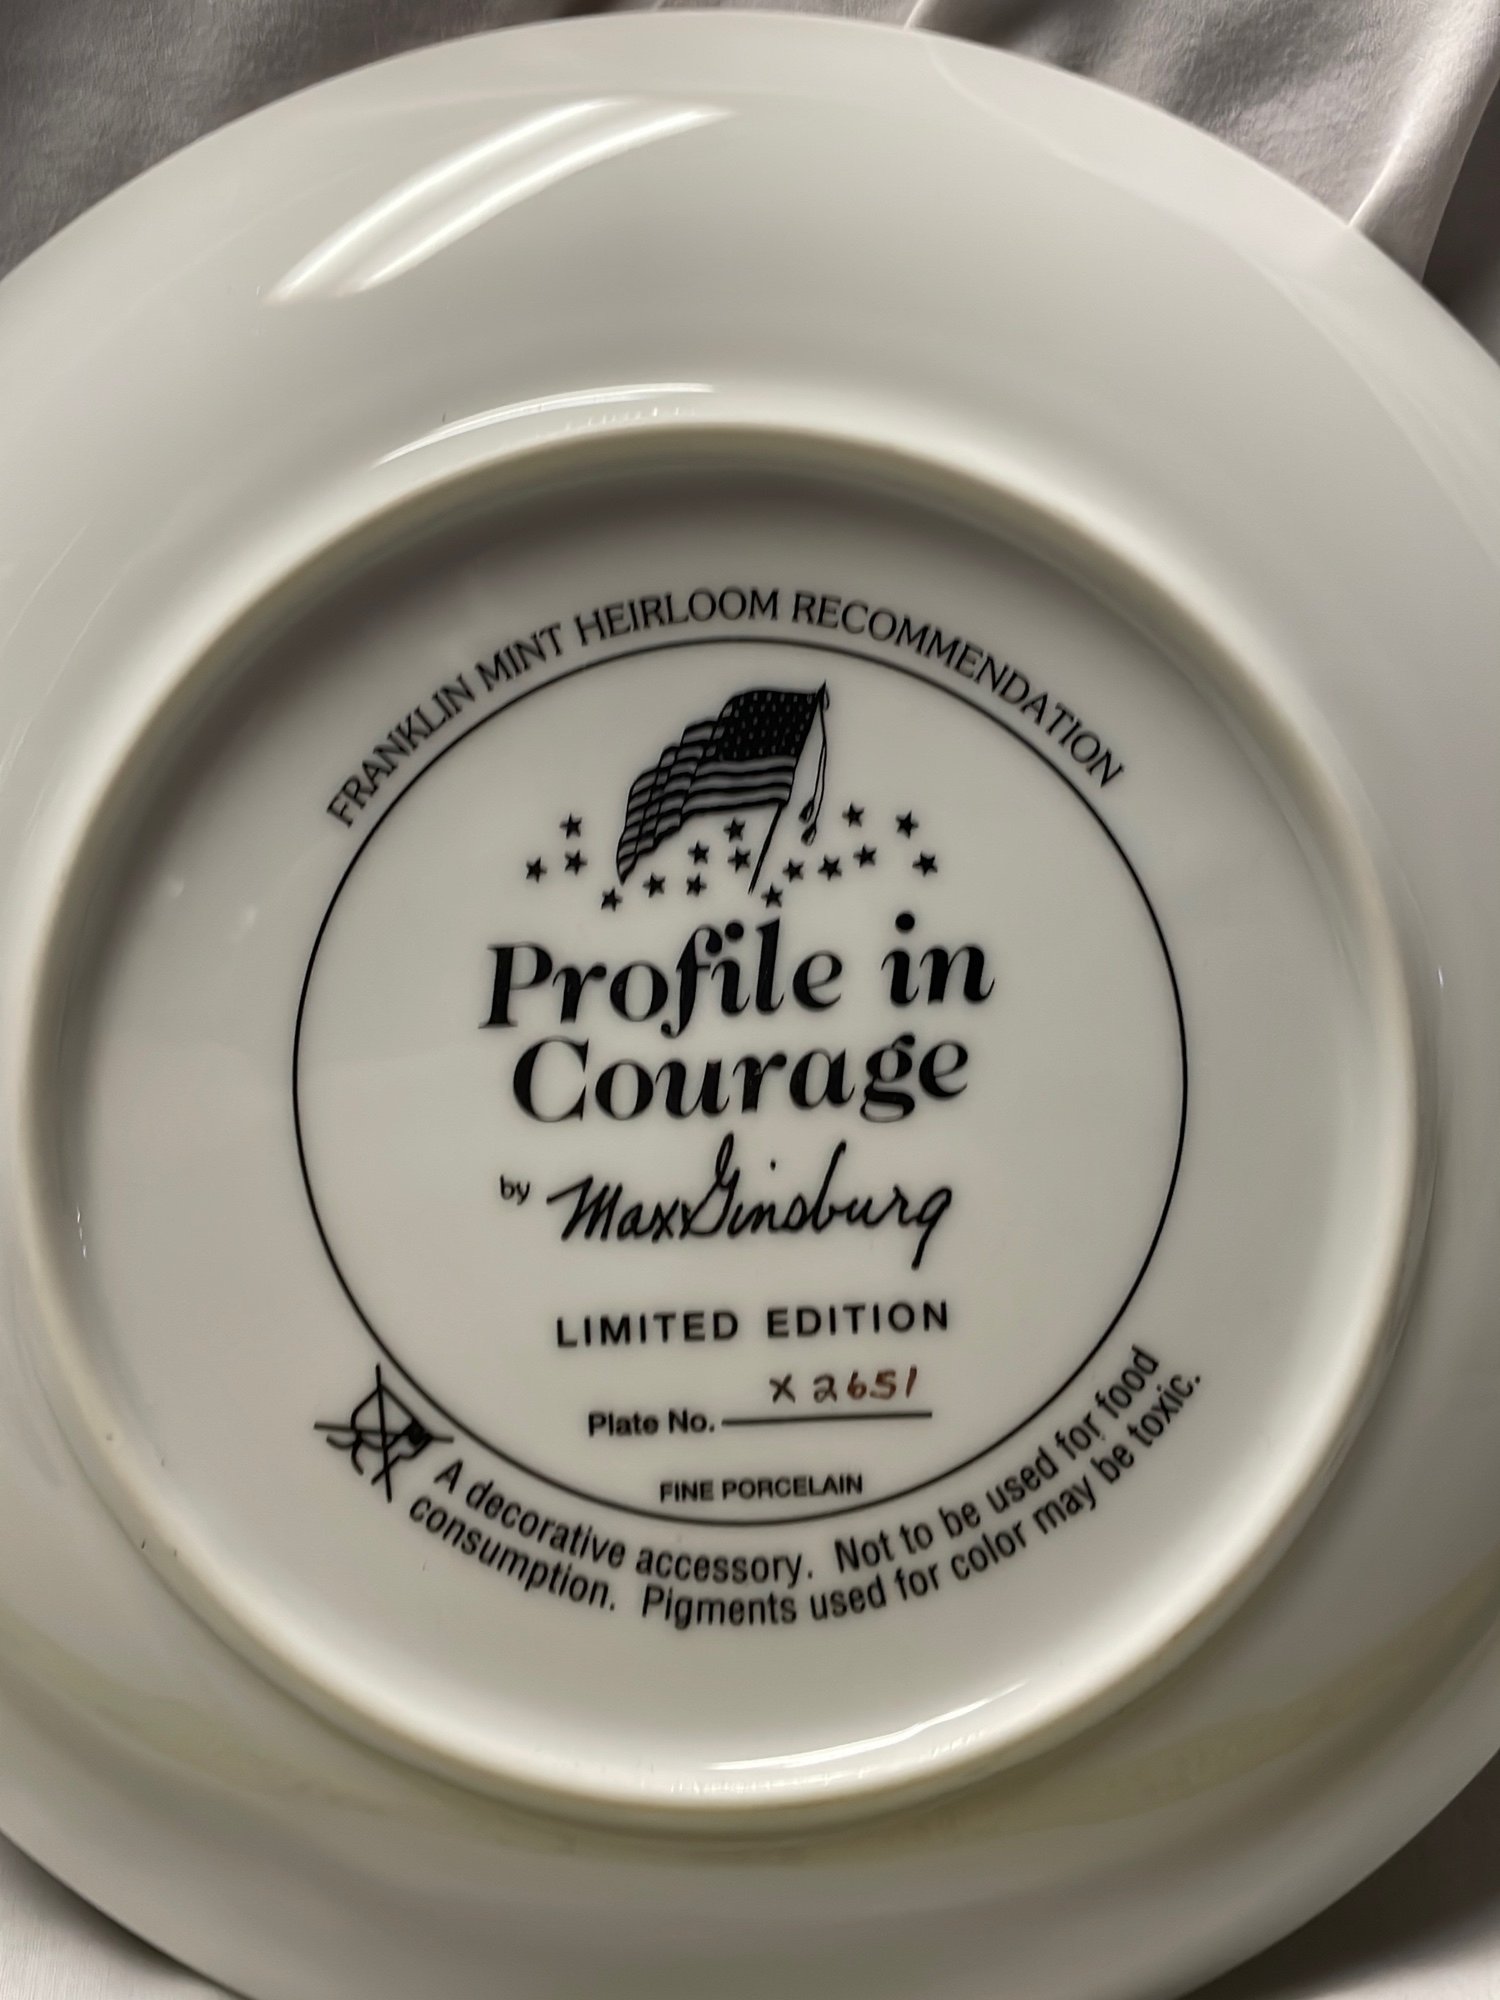 FRANKLIN MINT HEIRLOOM RECOMMENDATION
Profile in
Courage
by Max Ginsburg
LIMITED EDITION
Plate No. X2651
FINE PORCELAIN
A decorative accessory. Not to be used for food
consumption. Pigments used for color may be toxic.